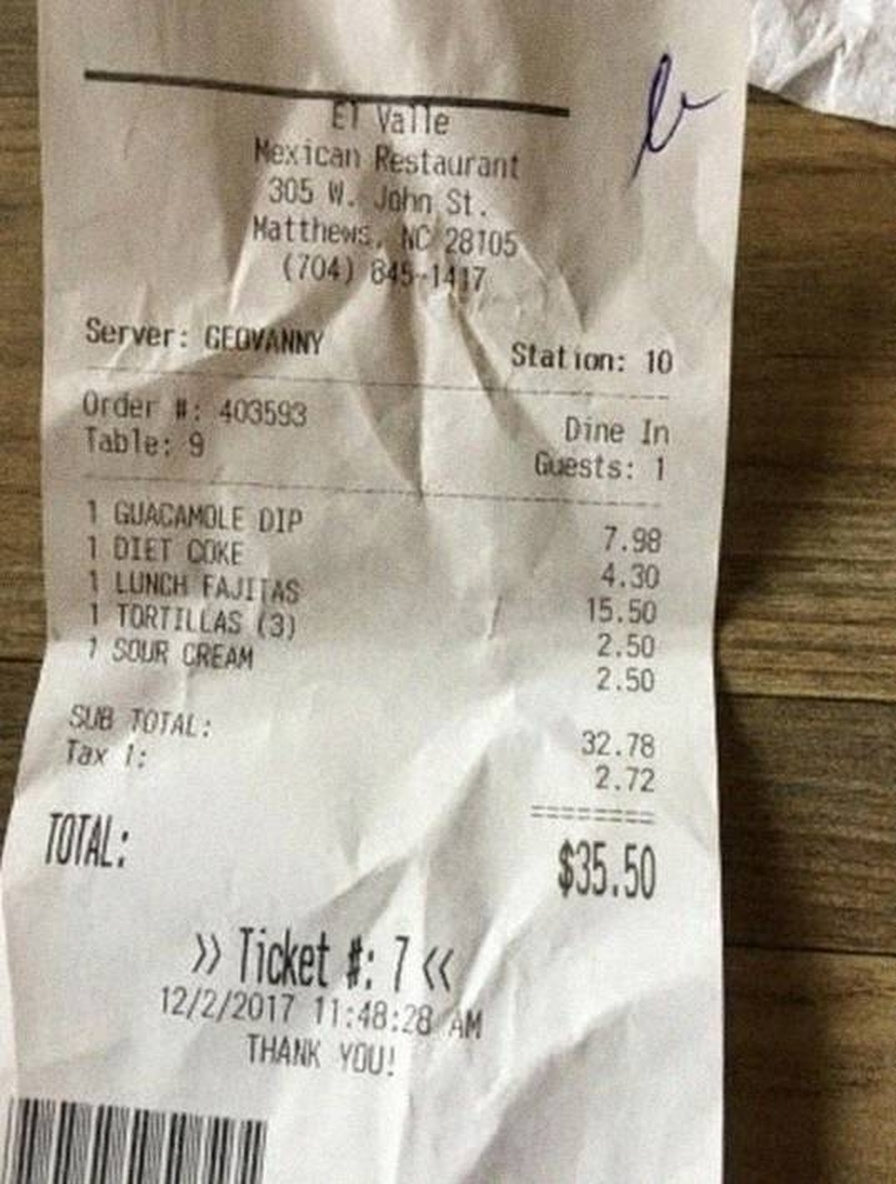 El Valle
Mexican Restaurant
305 W. John St.
Matthews, NC 28105
(704) 845-1417
Server: GEOVANNY Station: 10
Order #: 403593 Dine In
Table: 9 Guests: 1
1 GUACAMOLE DIP 7.98
1 DIET COKE 4.30
1 LUNCH FAJITAS 15.50
1 TORTILLAS (3) 2.50
1 SOUR CREAM 2.50
SUB TOTAL: 32.78
Tax 1: 2.72
TOTAL: $35.50
>> Ticket #: 7 <<
12/2/2017 11:48:28 AM
THANK YOU!